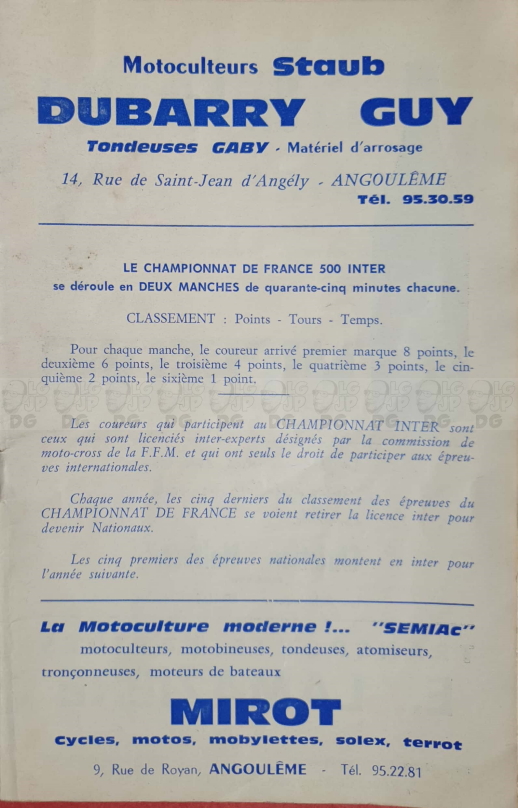 Motoculteurs Staub
DUBARRY GUY
Tondeuses GABY - Matériel d'arrosage
14, Rue de Saint-Jean d'Angély - ANGOULÊME
Tél. 95.30.59
LE CHAMPIONNAT DE FRANCE 500 INTER
se déroule en DEUX MANCHES de quarante-cinq minutes chacune.
CLASSEMENT : Points - Tours - Temps.
Pour chaque manche, le coureur arrivé premier marque 8 points, le
deuxième 6 points, le troisième 4 points, le quatrième 3 points, le cin-
quième 2 points, le sixième 1 point.
Les coureurs qui participent au CHAMPIONNAT INTER sont
ceux qui sont licenciés inter-experts désignés par la commission de
moto-cross de la F.F.M. et qui ont seuls le droit de participer aux épreu-
ves internationales.
Chaque année, les cinq derniers du classement des épreuves du
CHAMPIONNAT DE FRANCE se voient retirer la licence inter pour
devenir Nationaux.
Les cinq premiers des épreuves nationales montent en inter pour
l'année suivante.
La Motoculture moderne !... "SEMIAC"
motoculteurs, motobineuses, tondeuses, atomiseurs,
tronçonneuses, moteurs de bateaux
MIROT
Cycles, motos, mobylettes, solex, terrot
9, Rue de Royan, ANGOULÊME - Tél. 95.22.81